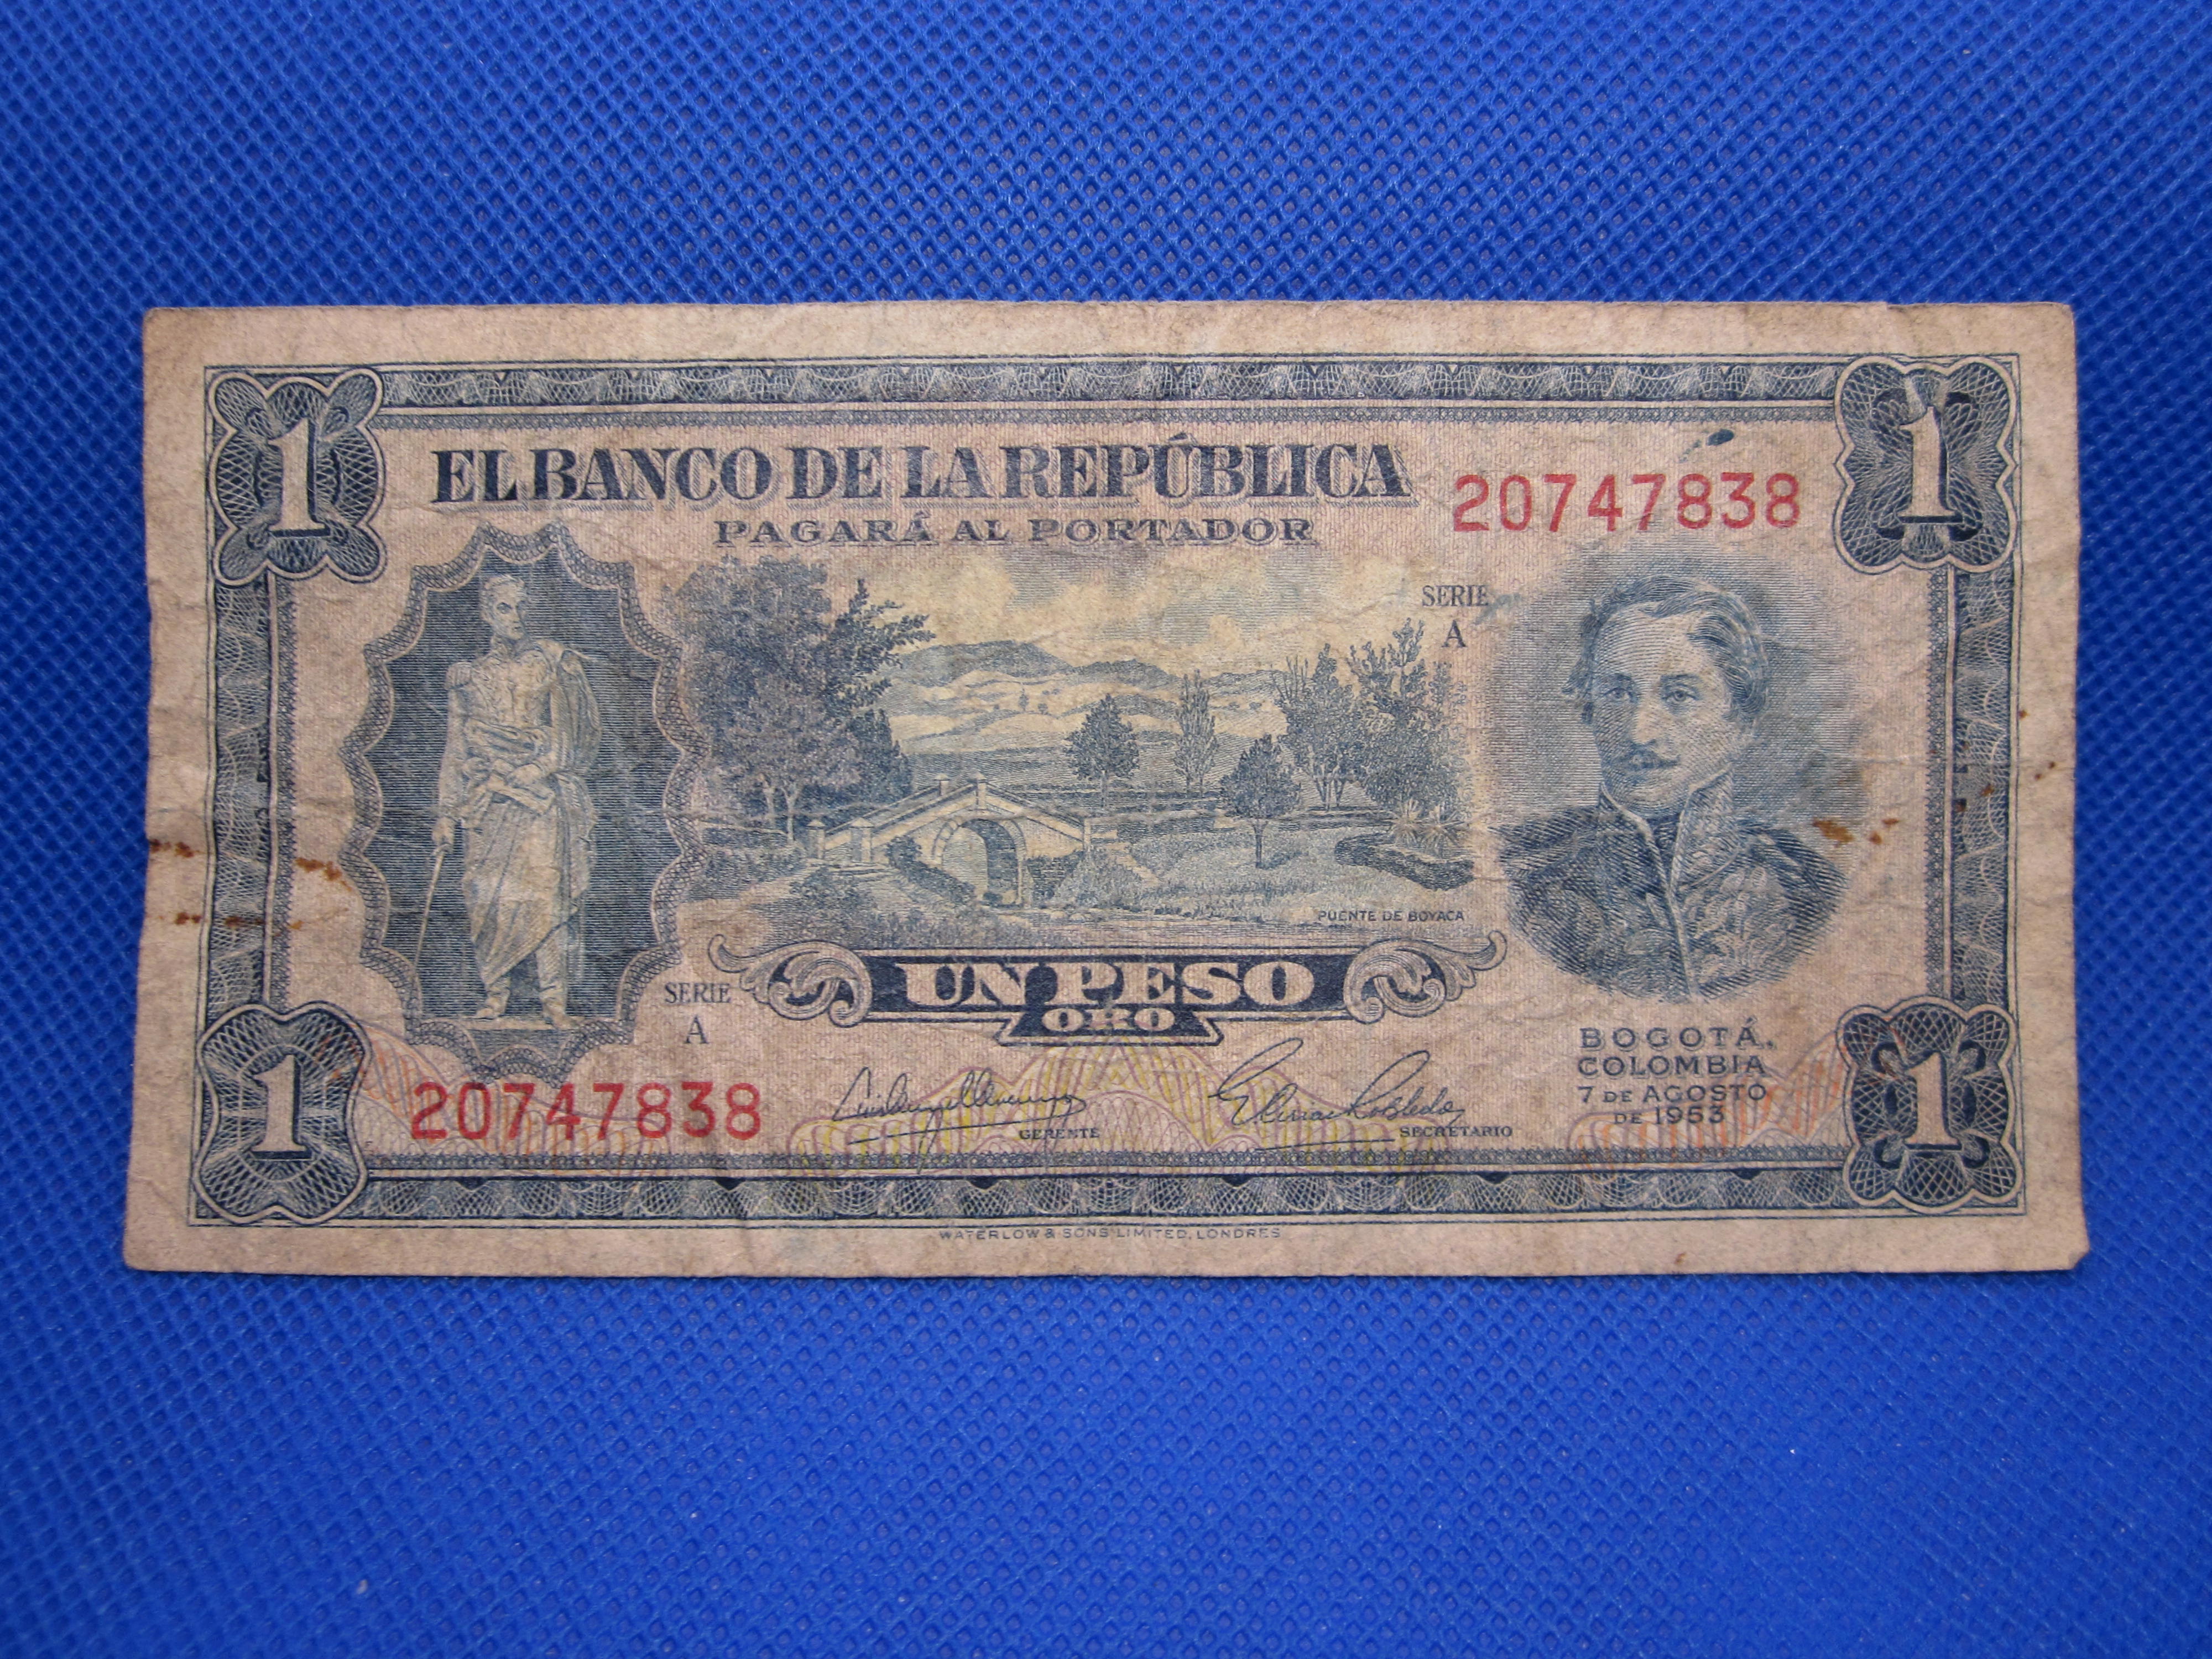 1
1
EL BANCO DE LA REPÚBLICA
PAGARÁ AL PORTADOR
20747838
SERIE
A
PUENTE DE BOYACA
UN PESO
ORO
SERIE
A
BOGOTÁ,
COLOMBIA
7 DE AGOSTO
DE 1953
20747838
GERENTE
SECRETARIO
1
1
WATERLOW & SONS LIMITED, LONDRES